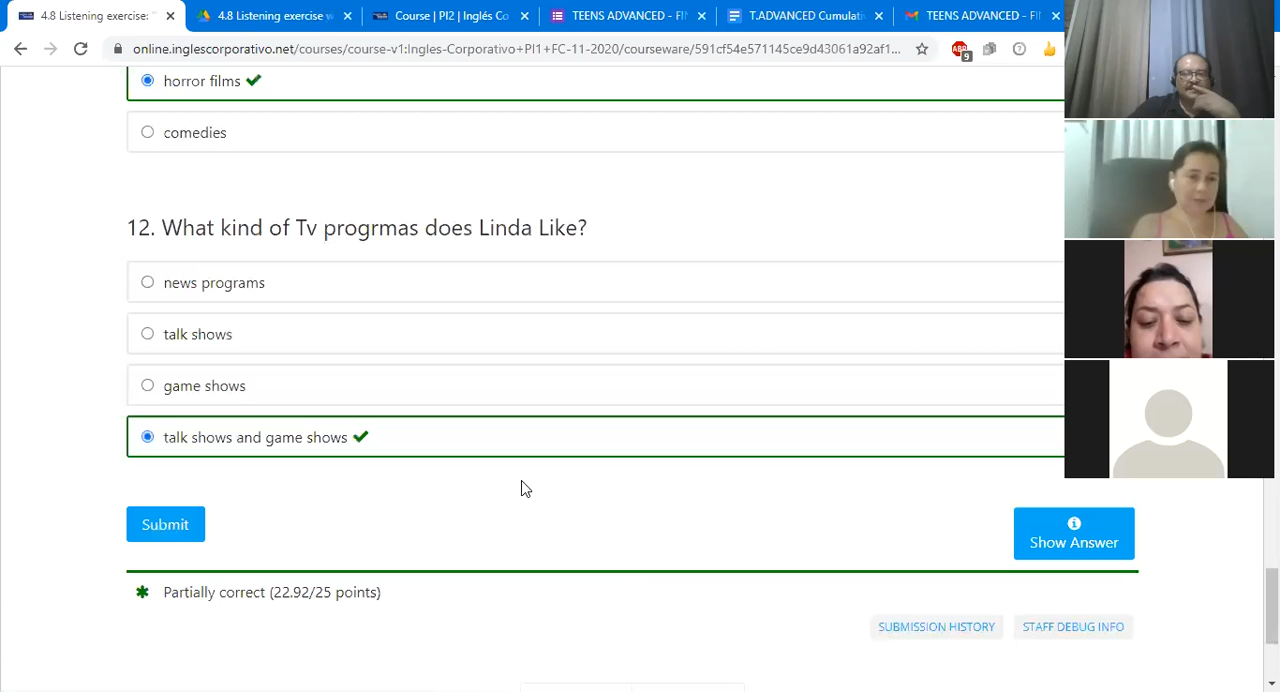 4.8 Listening exercise: "
4.8 Listening exercise w
Course | PI2 | Inglés Co
TEENS ADVANCED - FI
T.ADVANCED Cumulati
TEENS ADVANCED - FI
online.inglescorporativo.net/courses/course-v1:Ingles-Corporativo+PI1+FC-11-2020/courseware/591cf54e571145ce9d43061a92af1...
ABP
9
horror films
comedies
12. What kind of Tv progrmas does Linda Like?
news programs
talk shows
game shows
talk shows and game shows
Submit
Show Answer
Partially correct (22.92/25 points)
SUBMISSION HISTORY
STAFF DEBUG INFO